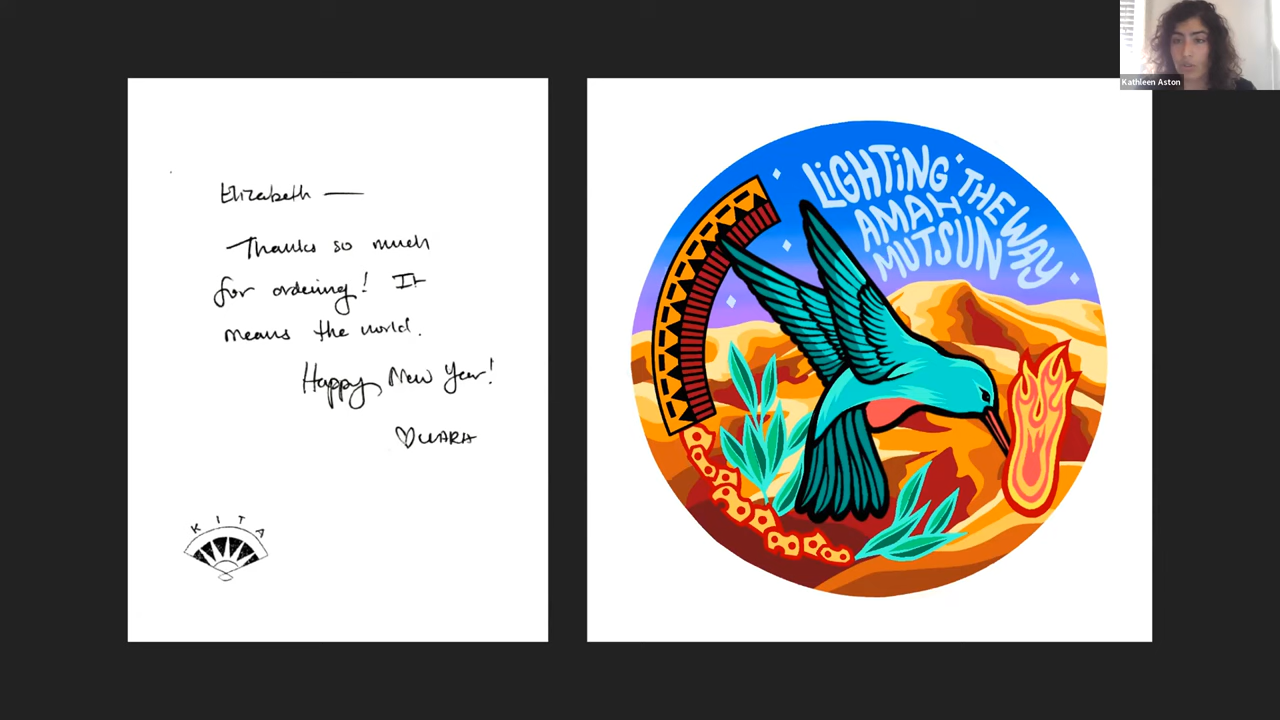 Elizabeth —
Thanks so much
for ordering! It
means the world.
Happy New Year!
♡ CLARA
KITA
LiGHTiNG THE WAY
AMAH
MUTSUN
Kathleen Aston